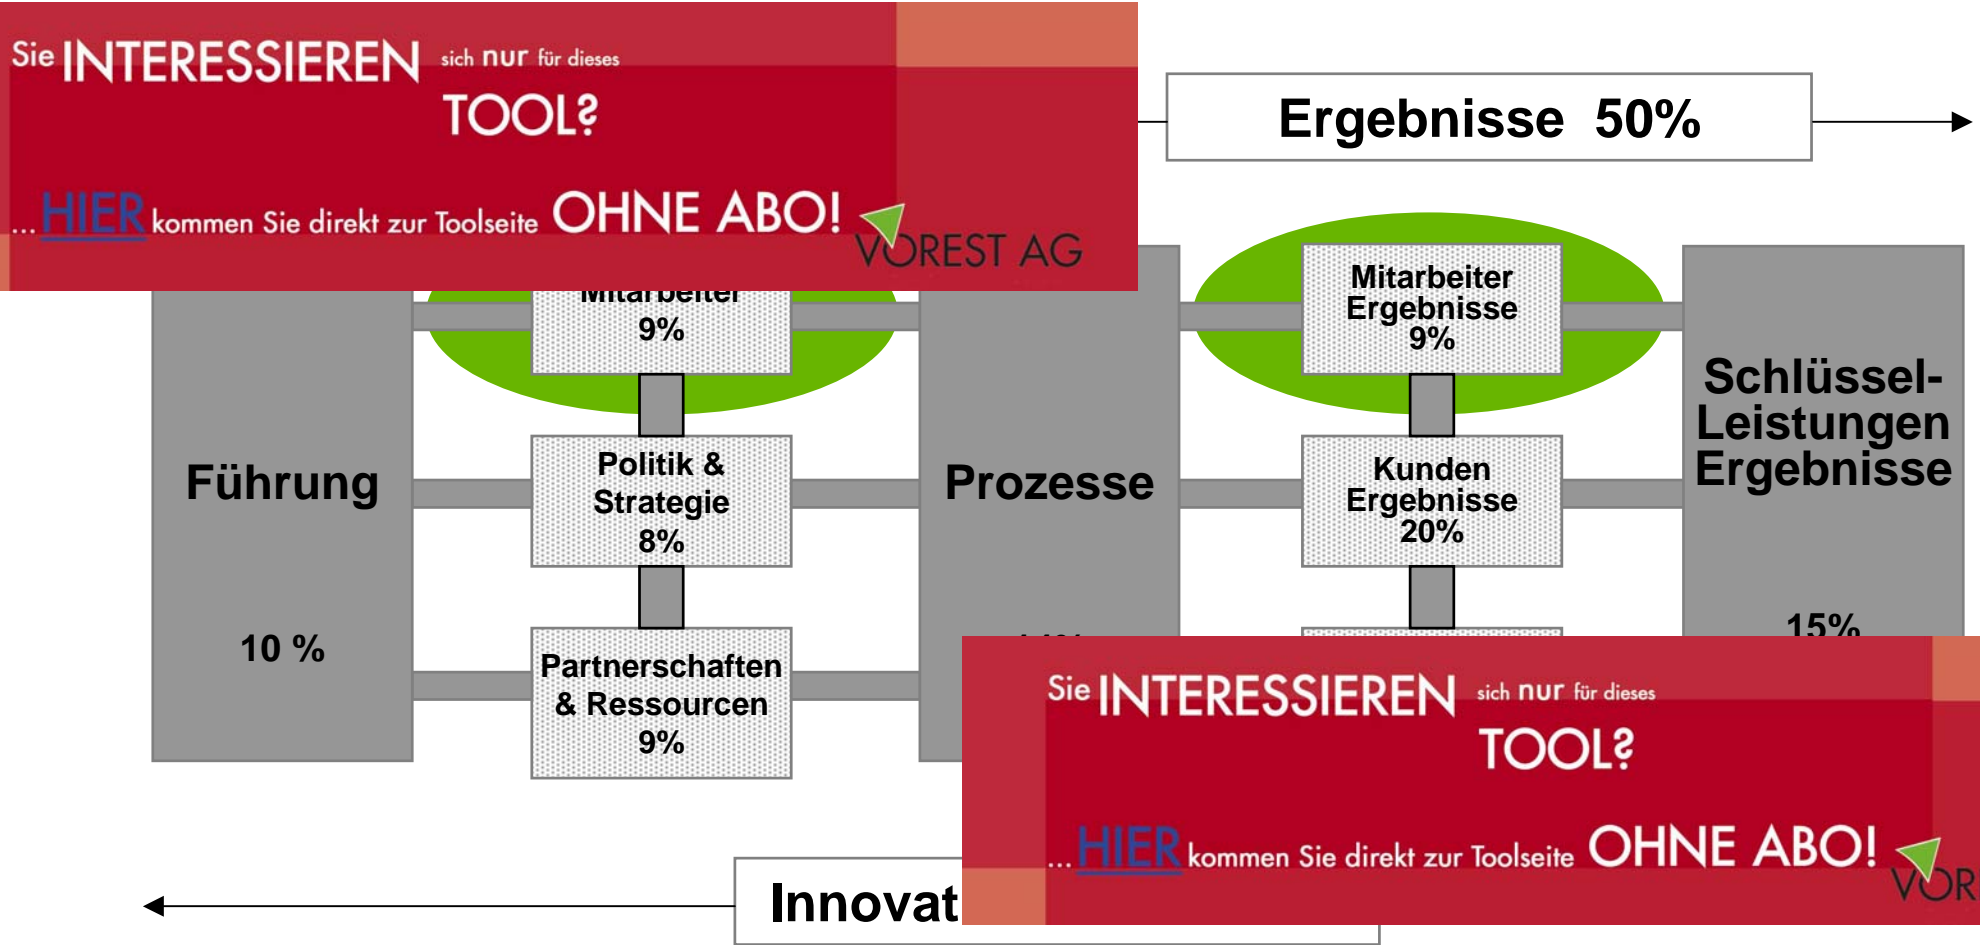 Sie INTERESSIEREN sich nur für dieses
TOOL?
... HIER kommen Sie direkt zur Toolseite OHNE ABO!
VOREST AG
Ergebnisse 50%
Mitarbeiter
9%
Mitarbeiter
Ergebnisse
9%
Führung
10 %
Politik &
Strategie
8%
Prozesse
Kunden
Ergebnisse
20%
Schlüssel-
Leistungen
Ergebnisse
15%
Partnerschaften
& Ressourcen
9%
Sie INTERESSIEREN sich nur für dieses
TOOL?
... HIER kommen Sie direkt zur Toolseite OHNE ABO!
VOR
Innovat